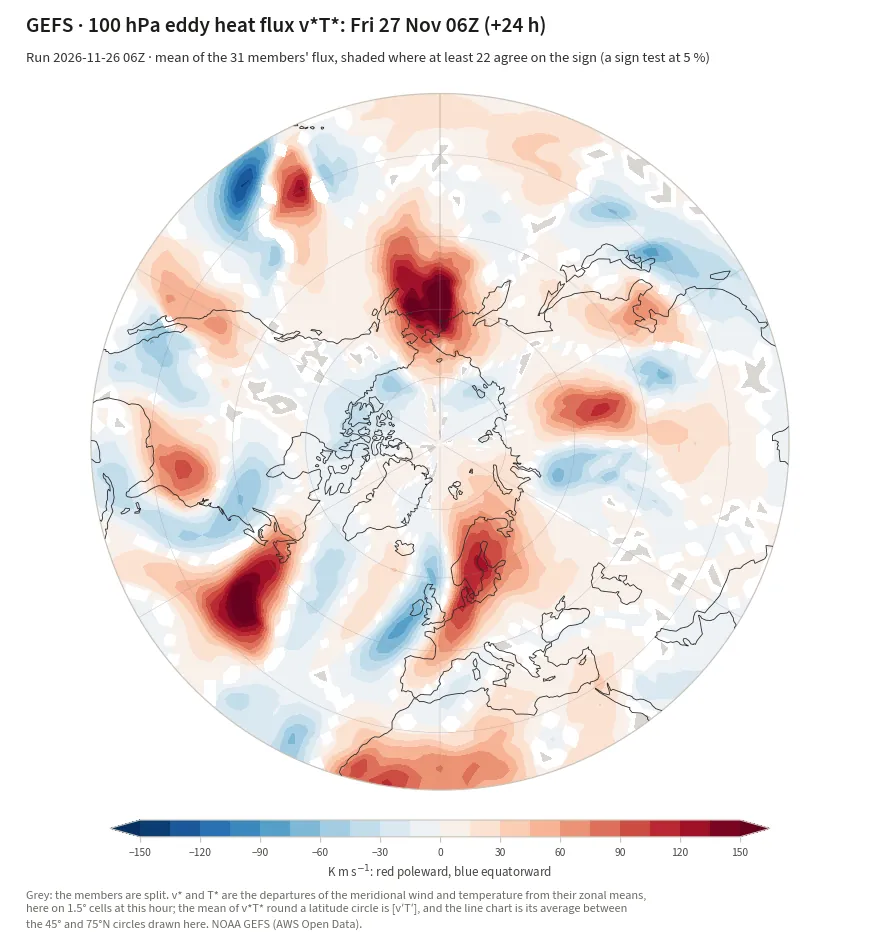 GEFS · 100 hPa eddy heat flux v*T*: Fri 27 Nov 06Z (+24 h)
Run 2026-11-26 06Z · mean of the 31 members' flux, shaded where at least 22 agree on the sign (a sign test at 5 %)
−150 −120 −90 −60 −30 0 30 60 90 120 150
K m s⁻¹: red poleward, blue equatorward
Grey: the members are split. v* and T* are the departures of the meridional wind and temperature from their zonal means,
here on 1.5° cells at this hour; the mean of v*T* round a latitude circle is [v'T'], and the line chart is its average between
the 45° and 75°N circles drawn here. NOAA GEFS (AWS Open Data).